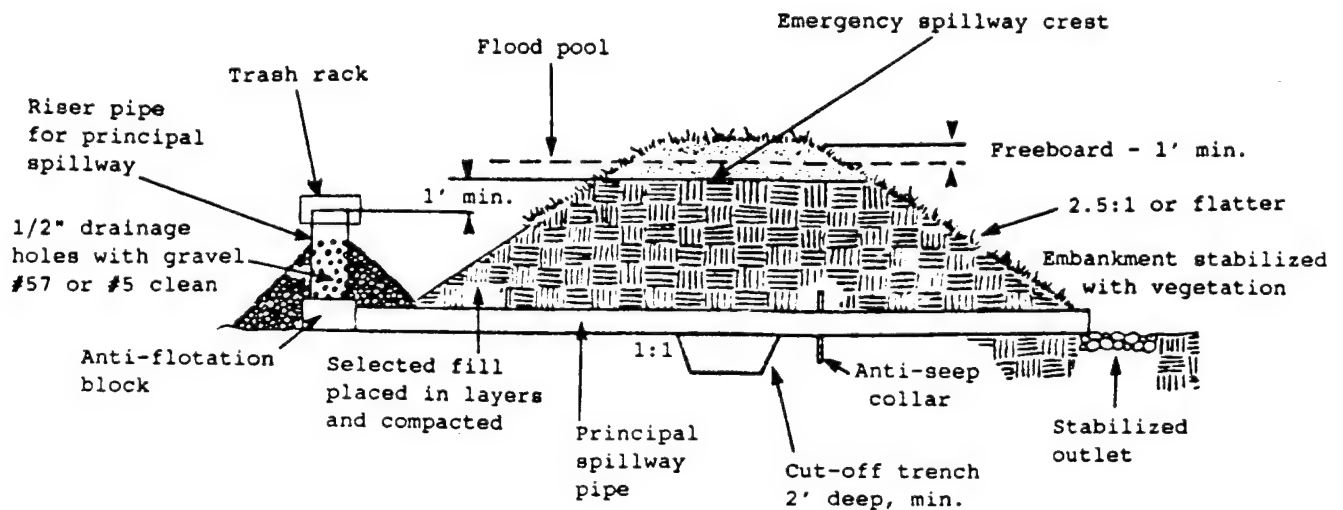 Emergency spillway crest
Flood pool
Trash rack
Riser pipe
for principal
spillway
1' min.
Freeboard - 1' min.
1/2" drainage
holes with gravel
#57 or #5 clean
2.5:1 or flatter
Embankment stabilized
with vegetation
Anti-flotation
block
Selected fill
placed in layers
and compacted
1:1
Principal
spillway
pipe
Cut-off trench
2' deep, min.
Anti-seep
collar
Stabilized
outlet